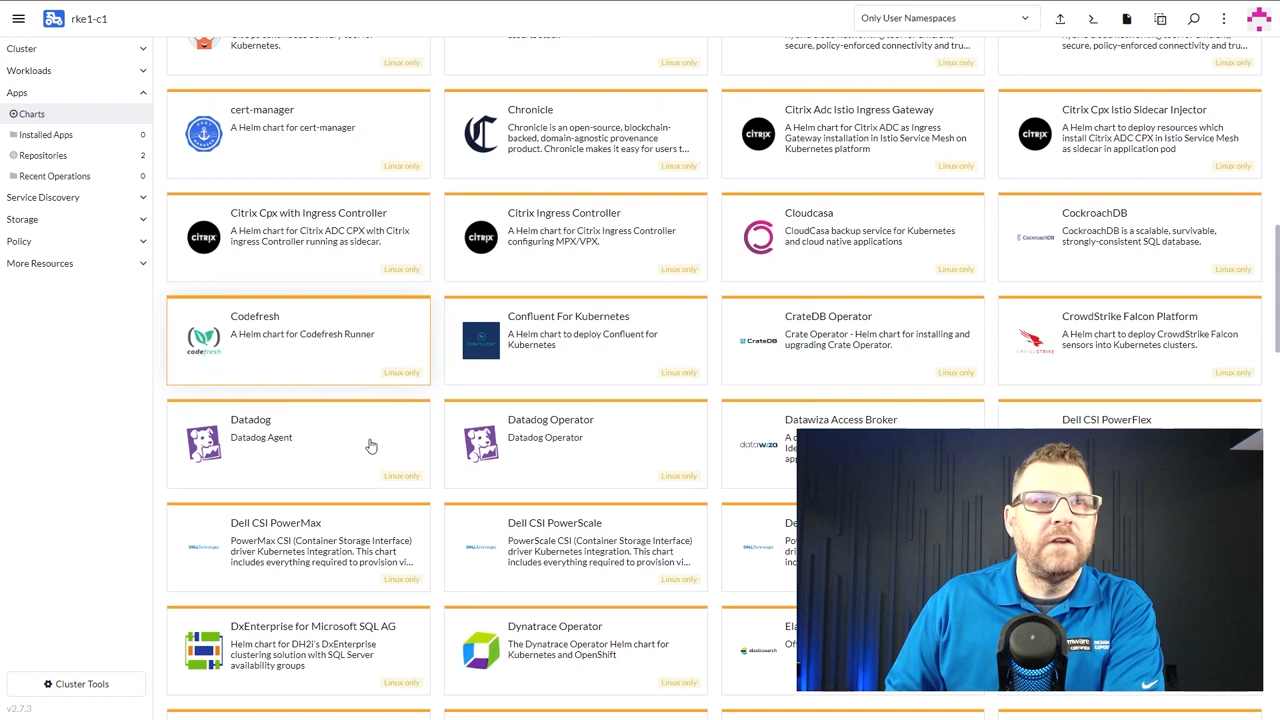 rke1-c1
Only User Namespaces
Cluster
Workloads
Apps
Charts
Installed Apps 0
Repositories 2
Recent Operations 0
Service Discovery
Storage
Policy
More Resources
Cluster Tools
v2.7.3
Kubernetes.
Linux only
Linux only
secure, policy-enforced connectivity and tru...
Linux only
secure, policy-enforced connectivity and tru...
Linux only
cert-manager
A Helm chart for cert-manager
Linux only
Chronicle
Chronicle is an open-source, blockchain-
backed, domain-agnostic provenance
product. Chronicle makes it easy for users t...
Linux only
Citrix Adc Istio Ingress Gateway
A Helm chart for Citrix ADC as Ingress
Gateway installation in Istio Service Mesh on
Kubernetes platform
Linux only
Citrix Cpx Istio Sidecar Injector
A Helm chart to deploy resources which
install Citrix ADC CPX in Istio Service Mesh
as sidecar in application pod
Linux only
citrix
citrix
Citrix Cpx with Ingress Controller
A Helm chart for Citrix ADC CPX with Citrix
ingress Controller running as sidecar.
Linux only
citrix
Citrix Ingress Controller
A Helm chart for Citrix Ingress Controller
configuring MPX/VPX.
Linux only
citrix
Cloudcasa
CloudCasa backup service for Kubernetes
and cloud native applications
Linux only
CockroachDB
CockroachDB is a scalable, survivable,
strongly-consistent SQL database.
Linux only
CockroachDB
Codefresh
A Helm chart for Codefresh Runner
Linux only
codefresh
Confluent For Kubernetes
A Helm chart to deploy Confluent for
Kubernetes
Linux only
CrateDB Operator
Crate Operator - Helm chart for installing and
upgrading Crate Operator.
Linux only
CrateDB
CrowdStrike Falcon Platform
A Helm chart to deploy CrowdStrike Falcon
sensors into Kubernetes clusters.
Linux only
CROWDSTRIKE
Datadog
Datadog Agent
Linux only
Datadog Operator
Datadog Operator
Linux only
Datawiza Access Broker
datawiza
Dell CSI PowerFlex
Dell CSI PowerMax
PowerMax CSI (Container Storage Interface)
driver Kubernetes integration. This chart
includes everything required to provision vi...
Linux only
Dell CSI PowerScale
PowerScale CSI (Container Storage Interface)
driver Kubernetes integration. This chart
includes everything required to provision vi...
Linux only
DxEnterprise for Microsoft SQL AG
Helm chart for DH2i's DxEnterprise
clustering solution with SQL Server
availability groups
Linux only
Dynatrace Operator
The Dynatrace Operator Helm chart for
Kubernetes and OpenShift
Linux only
elasticsearch
vmware
DESIGN
EXPERT